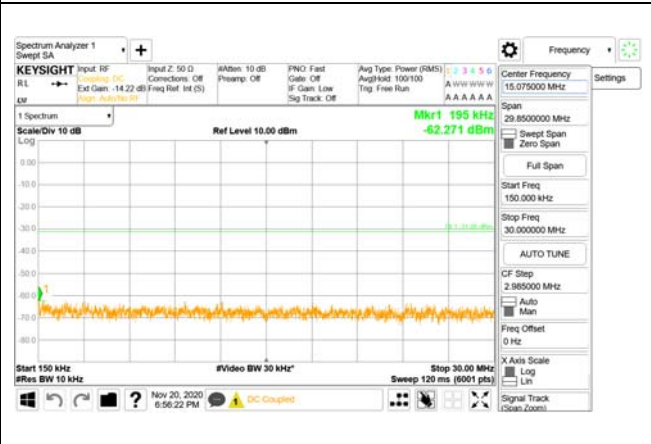 Spectrum Analyzer 1
Swept SA
+
Frequency
KEYSIGHT
RL
Input: RF
Coupling: DC
Ext Gain: -14.22 dB
Align: Auto/No RF
Input Z: 50 Ω
Corrections: Off
Freq Ref: Int (S)
#Atten: 10 dB
Preamp: Off
PNO: Fast
Gate: Off
IF Gain: Low
Sig Track: Off
Avg Type: Power (RMS)
Avg|Hold: 100/100
Trig: Free Run
1 2 3 4 5 6
A W W W W W
A A A A A A
1 Spectrum
Scale/Div 10 dB
Ref Level 10.00 dBm
Mkr1 195 kHz
-62.271 dBm
Log
0.00
-10.0
-20.0
-30.0
-40.0
-50.0
-60.0
-70.0
-80.0
1
Start 150 kHz
#Video BW 30 kHz*
Stop 30.00 MHz
#Res BW 10 kHz
Sweep 120 ms (6001 pts)
?
Nov 20, 2020
6:56:22 PM
1
DC Coupled
Settings
Center Frequency
15.075000 MHz
Span
29.8500000 MHz
Swept Span
Zero Span
Full Span
Start Freq
150.000 kHz
Stop Freq
30.000000 MHz
AUTO TUNE
CF Step
2.985000 MHz
Auto
Man
Freq Offset
0 Hz
X Axis Scale
Log
Lin
Signal Track
(Span Zoom)